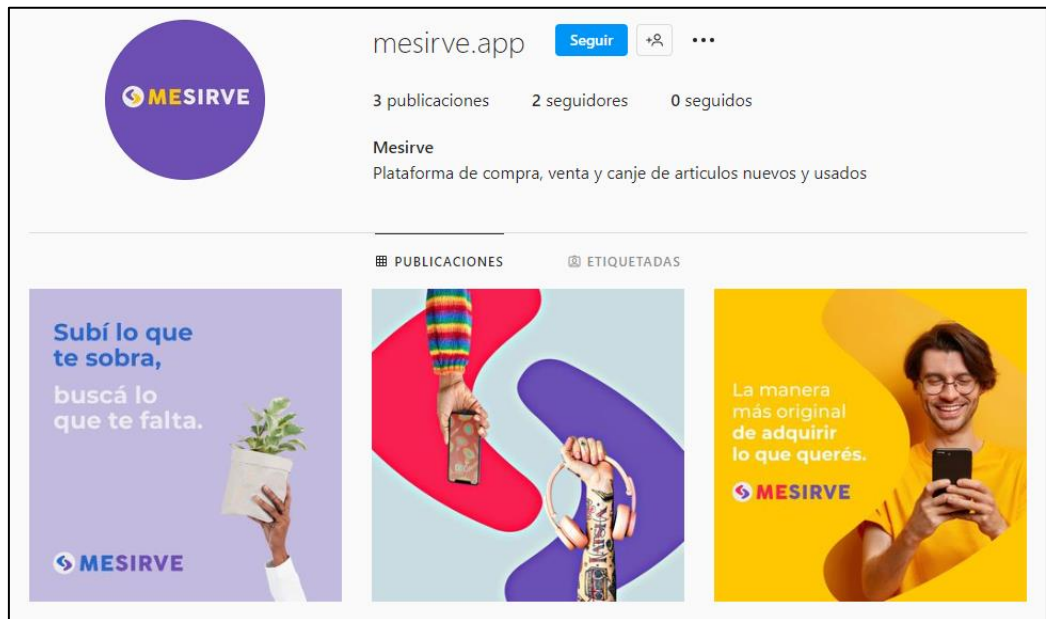 MESIRVE
mesirve.app Seguir
3 publicaciones 2 seguidores 0 seguidos
Mesirve
Plataforma de compra, venta y canje de articulos nuevos y usados
PUBLICACIONES ETIQUETADAS
Subí lo que
te sobra,
buscá lo
que te falta.
MESIRVE
La manera
más original
de adquirir
lo que querés.
MESIRVE